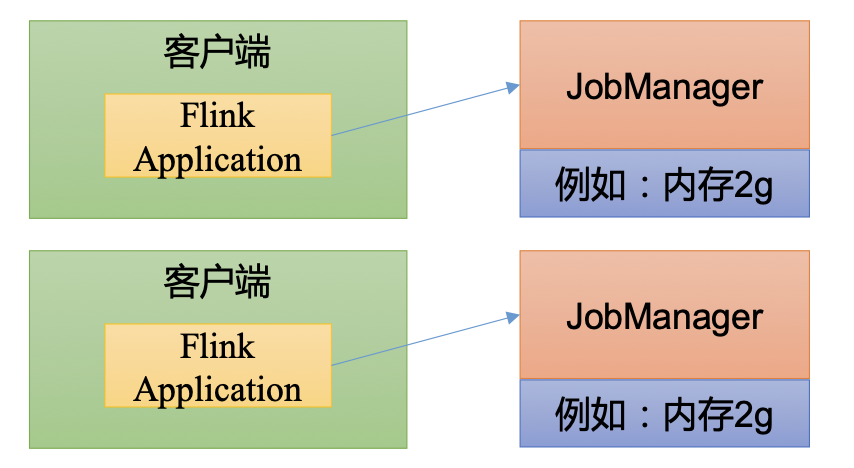 客户端
Flink
Application
JobManager
例如：内存2g
客户端
Flink
Application
JobManager
例如：内存2g